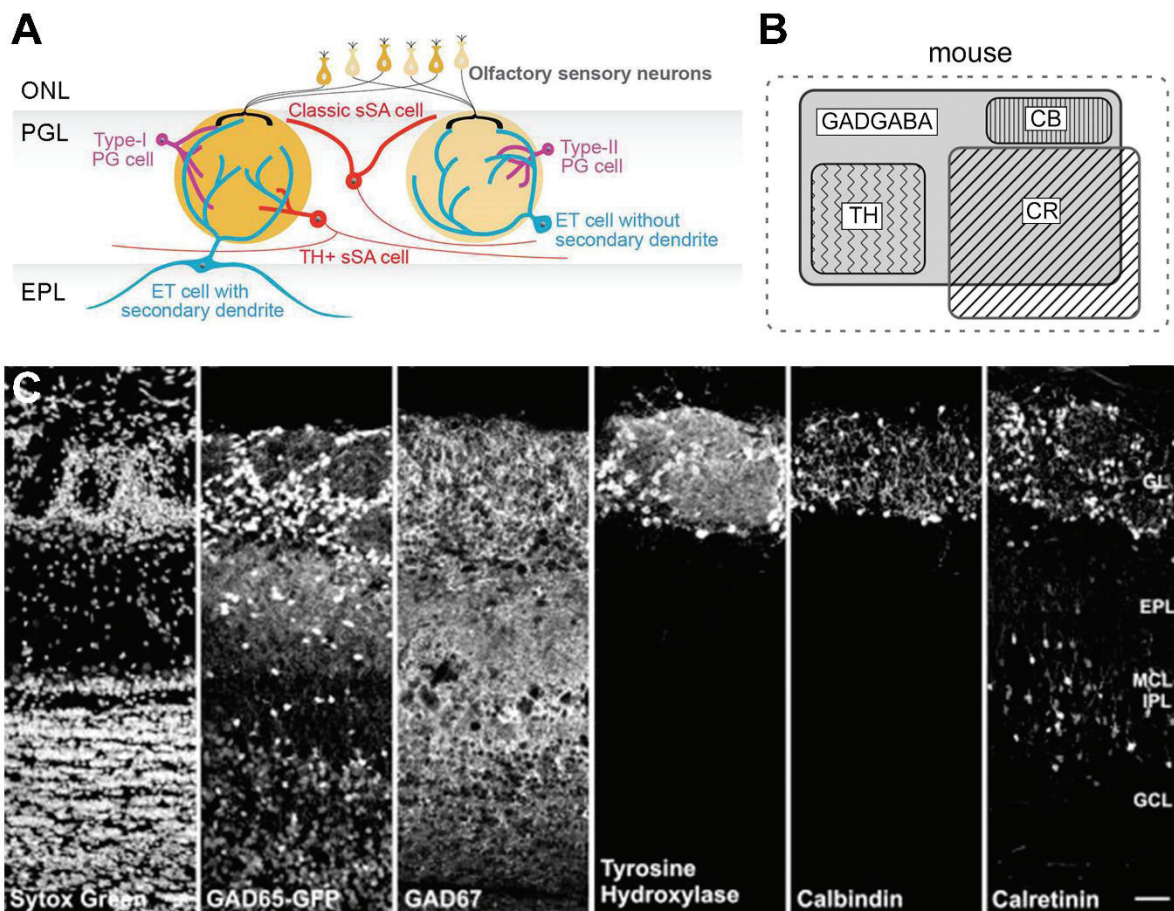 A
Olfactory sensory neurons
ONL
PGL
Classic sSA cell
Type-I
PG cell
Type-II
PG cell
ET cell without
secondary dendrite
TH+ sSA cell
EPL
ET cell with
secondary dendrite
B
mouse
GADGABA
CB
TH
CR
C
GL
EPL
MCL
IPL
GCL
Sytox Green
GAD65-GFP
GAD67
Tyrosine
Hydroxylase
Calbindin
Calretinin